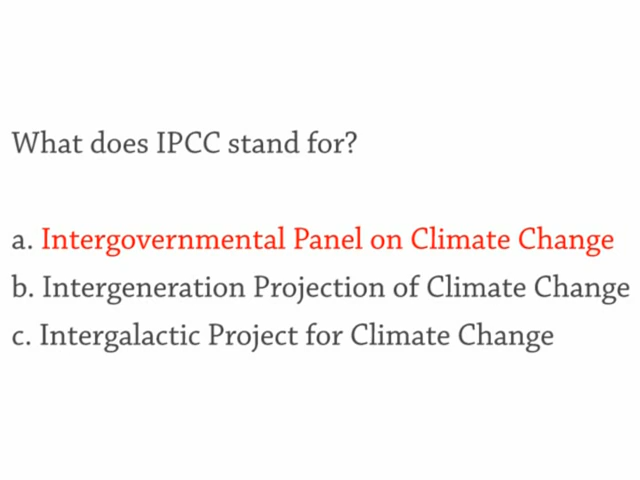 What does IPCC stand for?
a. Intergovernmental Panel on Climate Change
b. Intergeneration Projection of Climate Change
c. Intergalactic Project for Climate Change